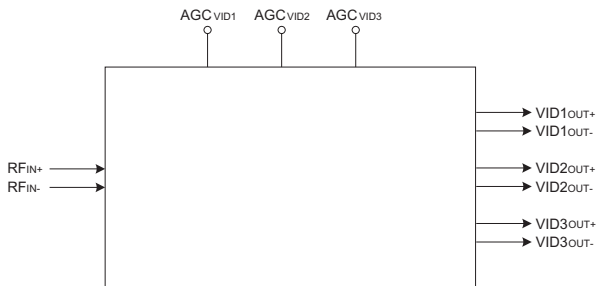 AGCVID1 AGCVID2 AGCVID3
VID1OUT+
VID1OUT-
RFIN+
VID2OUT+
RFIN-
VID2OUT-
VID3OUT+
VID3OUT-